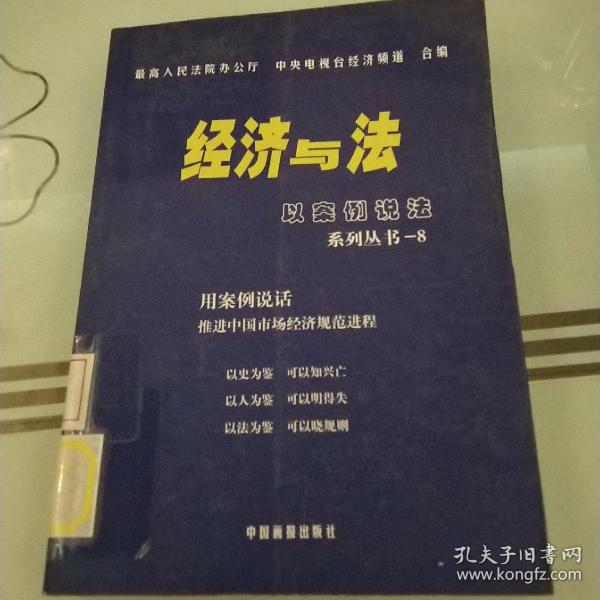 最高人民法院办公厅 中央电视台经济频道 合编
经济与法
以案例说法
系列丛书-8
用案例说话
推进中国市场经济规范进程
以史为鉴 可以知兴亡
以人为鉴 可以明得失
以法为鉴 可以晓规则
中国画报出版社
孔夫子旧书网
www.kongfz.com